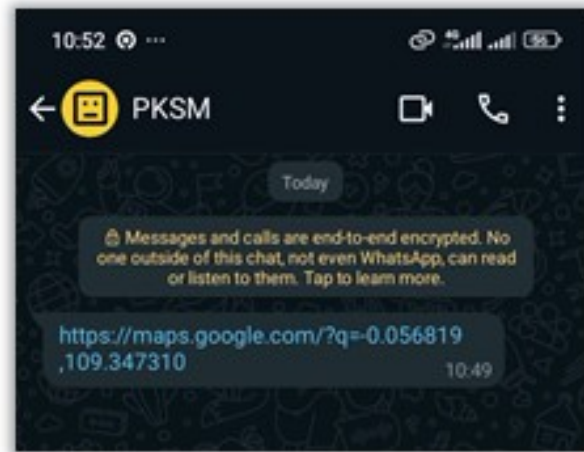 10:52
4G
56
PKSM
Today
Messages and calls are end-to-end encrypted. No
one outside of this chat, not even WhatsApp, can read
or listen to them. Tap to learn more.
https://maps.google.com/?q=-0.056819
,109.347310
10:49